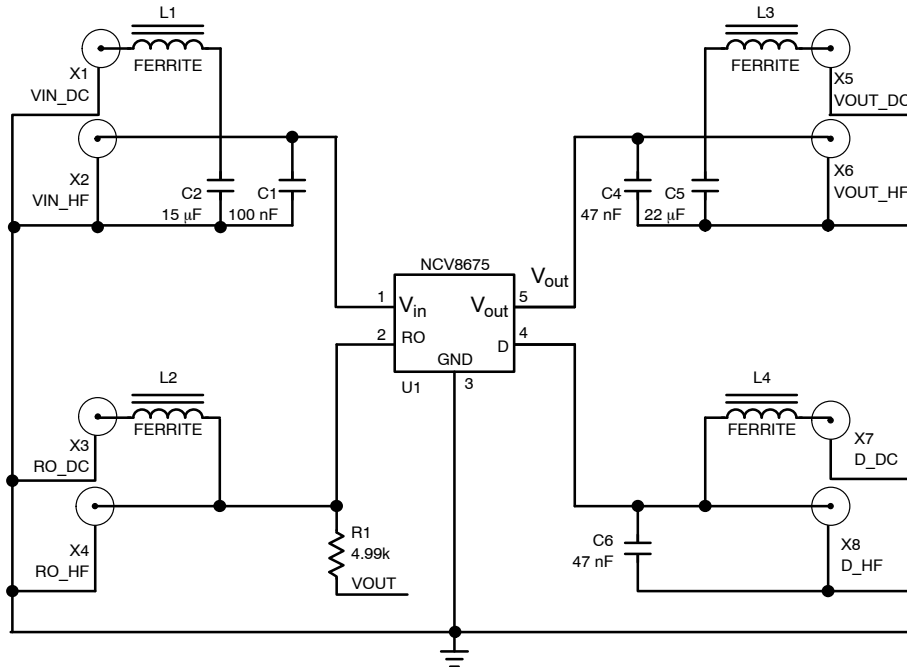 L1
FERRITE
X1
VIN_DC
X2
VIN_HF
C2
15 μF
C1
100 nF
L3
FERRITE
X5
VOUT_DC
X6
VOUT_HF
C4
47 nF
C5
22 μF
NCV8675
Vout
1
Vin
Vout
5
2
RO
D
4
GND
U1
3
L2
FERRITE
X3
RO_DC
X4
RO_HF
R1
4.99k
VOUT
L4
FERRITE
X7
D_DC
C6
47 nF
X8
D_HF